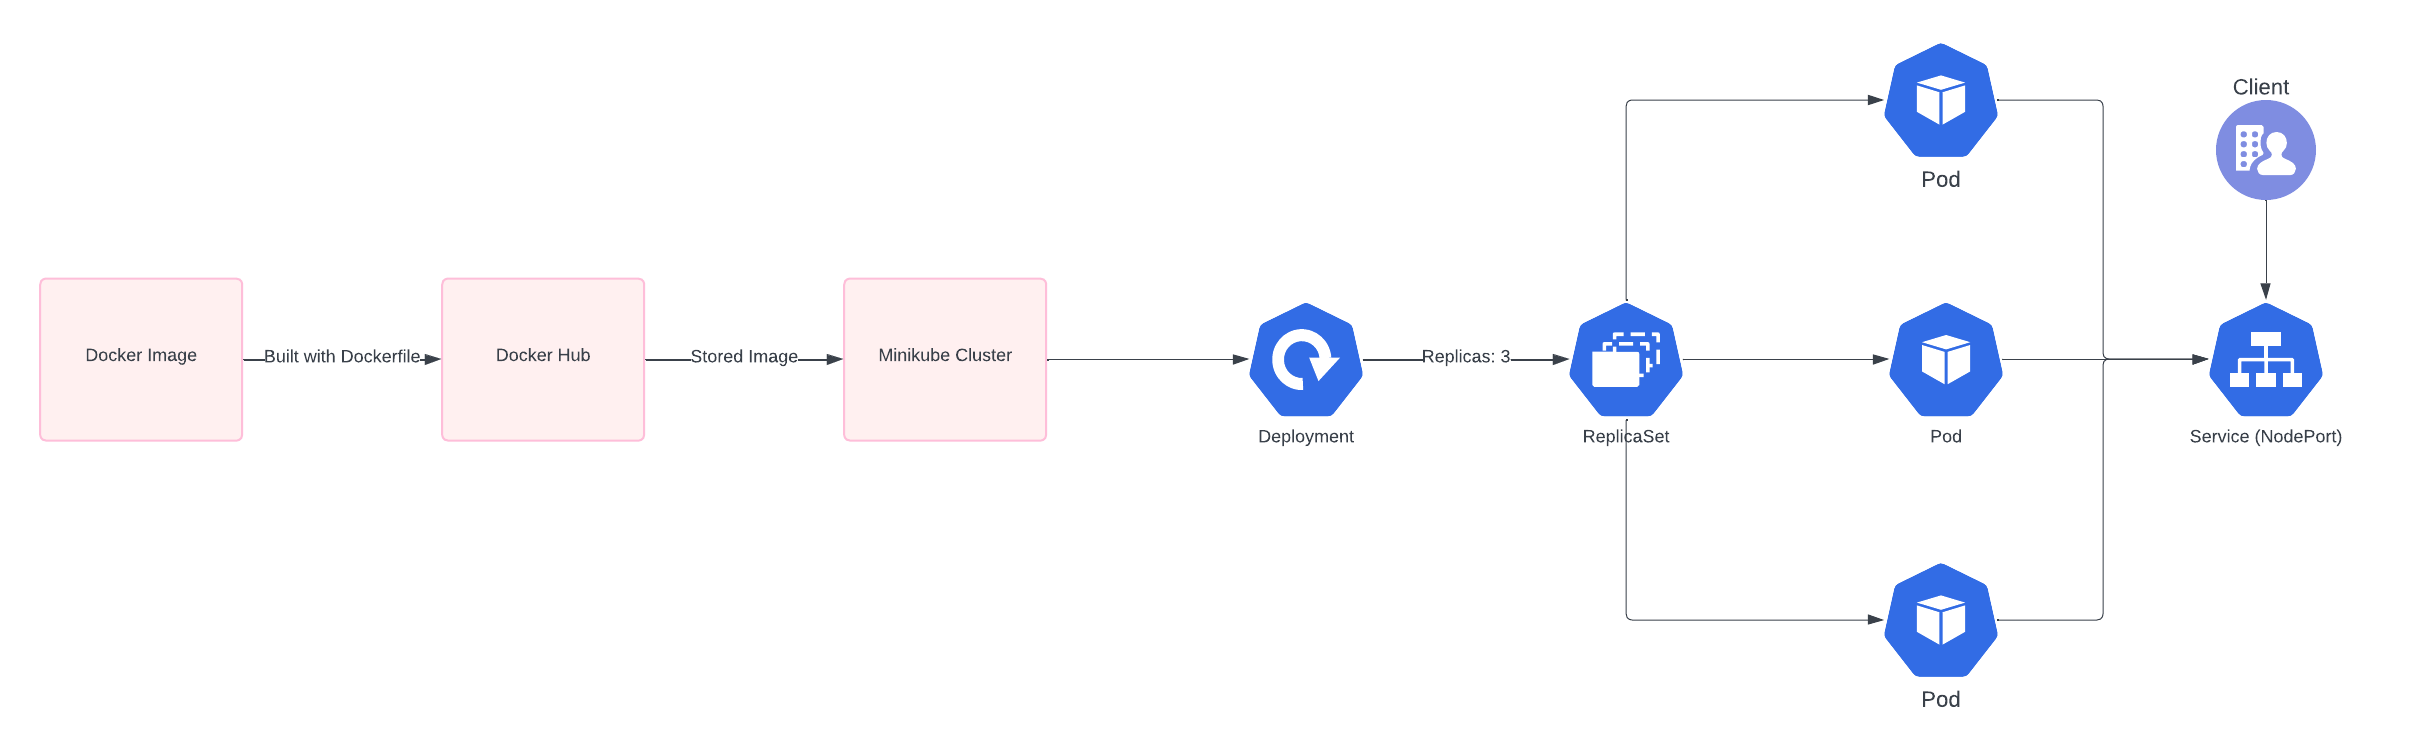 Client
Pod
Docker Image
Built with Dockerfile
Docker Hub
Stored Image
Minikube Cluster
Replicas: 3
Deployment
ReplicaSet
Pod
Service (NodePort)
Pod